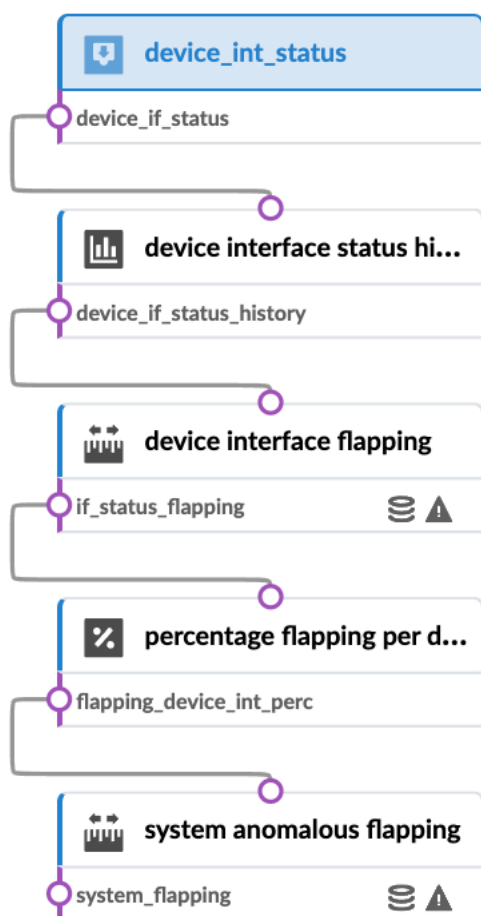 device_int_status
device_if_status
device interface status hi...
device_if_status_history
device interface flapping
if_status_flapping
percentage flapping per d...
flapping_device_int_perc
system anomalous flapping
system_flapping